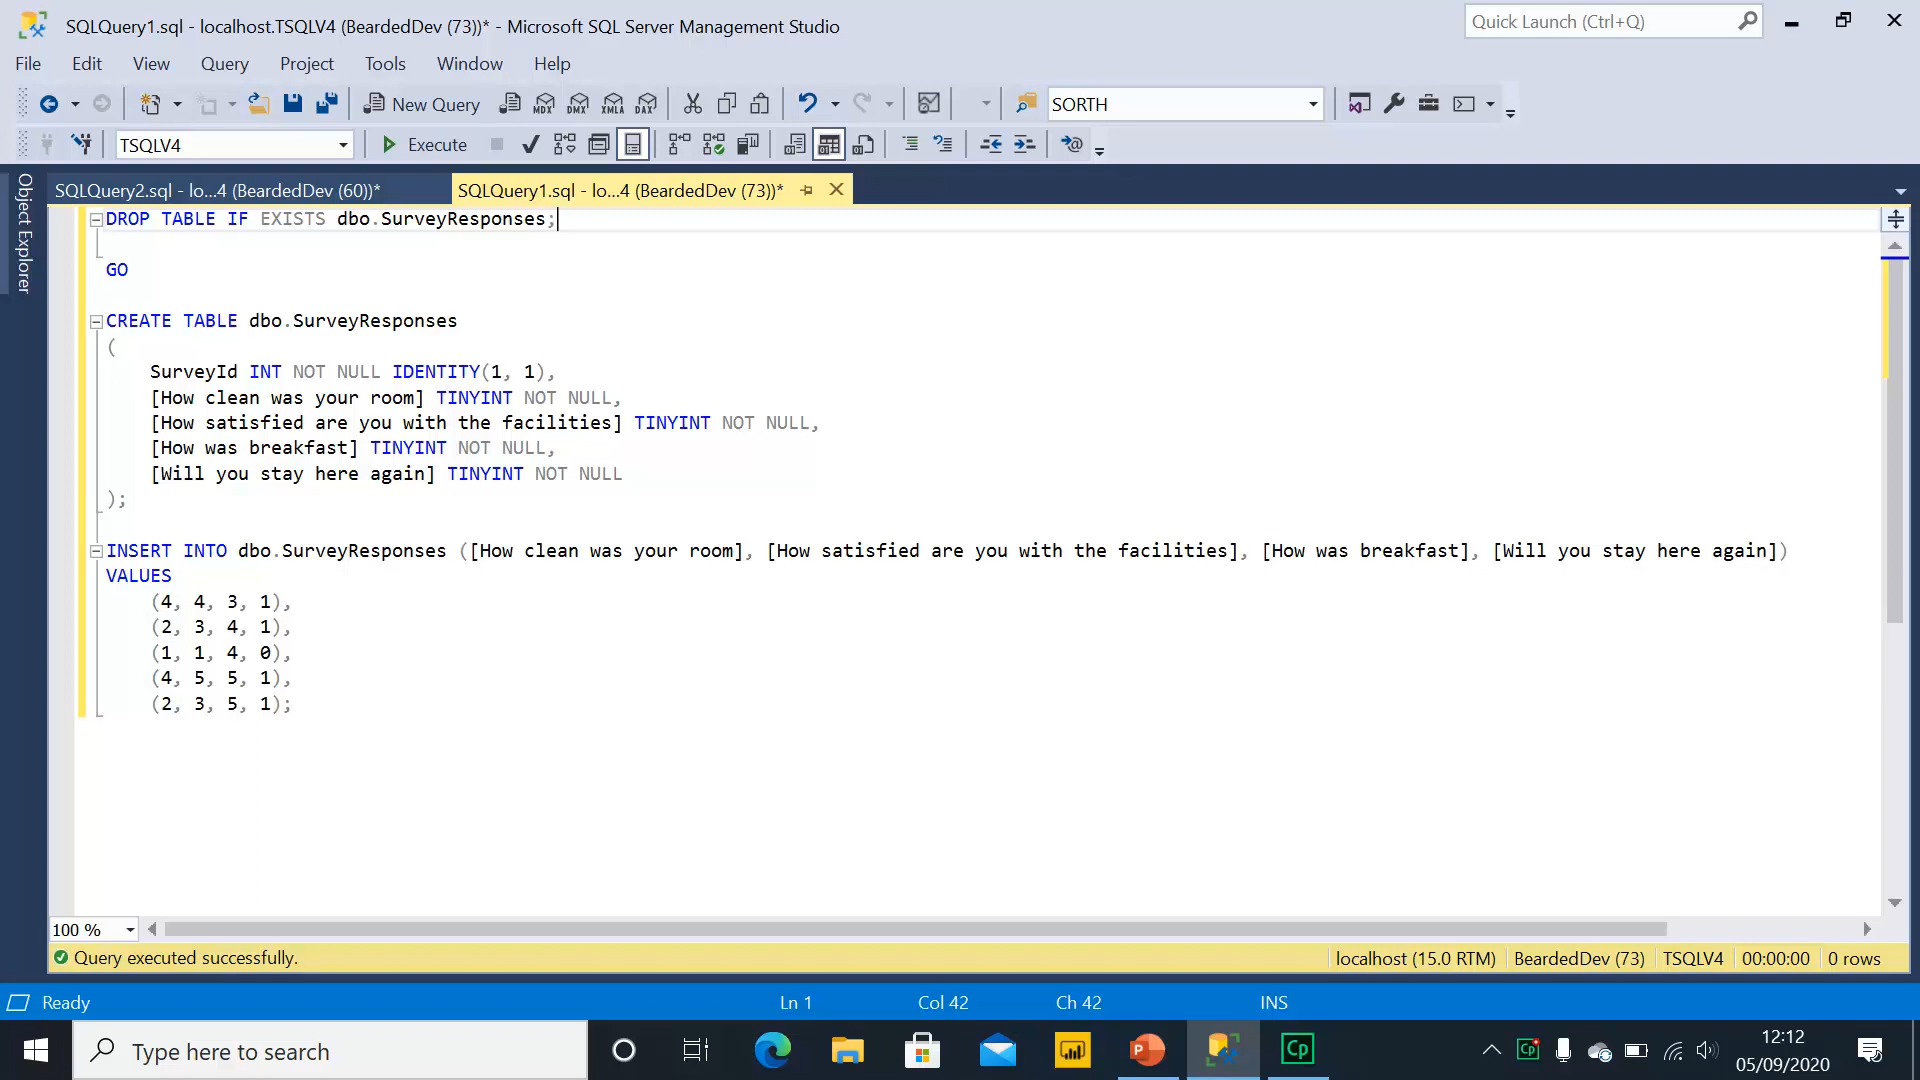 SQLQuery1.sql - localhost.TSQLV4 (BeardedDev (73))* - Microsoft SQL Server Management Studio
Quick Launch (Ctrl+Q)
File Edit View Query Project Tools Window Help
New Query MDX DMX XMLA DAX SORTH
TSQLV4 Execute
SQLQuery2.sql - lo...4 (BeardedDev (60))* SQLQuery1.sql - lo...4 (BeardedDev (73))*
Object Explorer
DROP TABLE IF EXISTS dbo.SurveyResponses;
GO
CREATE TABLE dbo.SurveyResponses
(
SurveyId INT NOT NULL IDENTITY(1, 1),
[How clean was your room] TINYINT NOT NULL,
[How satisfied are you with the facilities] TINYINT NOT NULL,
[How was breakfast] TINYINT NOT NULL,
[Will you stay here again] TINYINT NOT NULL
);
INSERT INTO dbo.SurveyResponses ([How clean was your room], [How satisfied are you with the facilities], [How was breakfast], [Will you stay here again])
VALUES
(4, 4, 3, 1),
(2, 3, 4, 1),
(1, 1, 4, 0),
(4, 5, 5, 1),
(2, 3, 5, 1);
100 %
Query executed successfully. localhost (15.0 RTM) BeardedDev (73) TSQLV4 00:00:00 0 rows
Ready Ln 1 Col 42 Ch 42 INS
Type here to search
P Cp Cp
12:12
05/09/2020